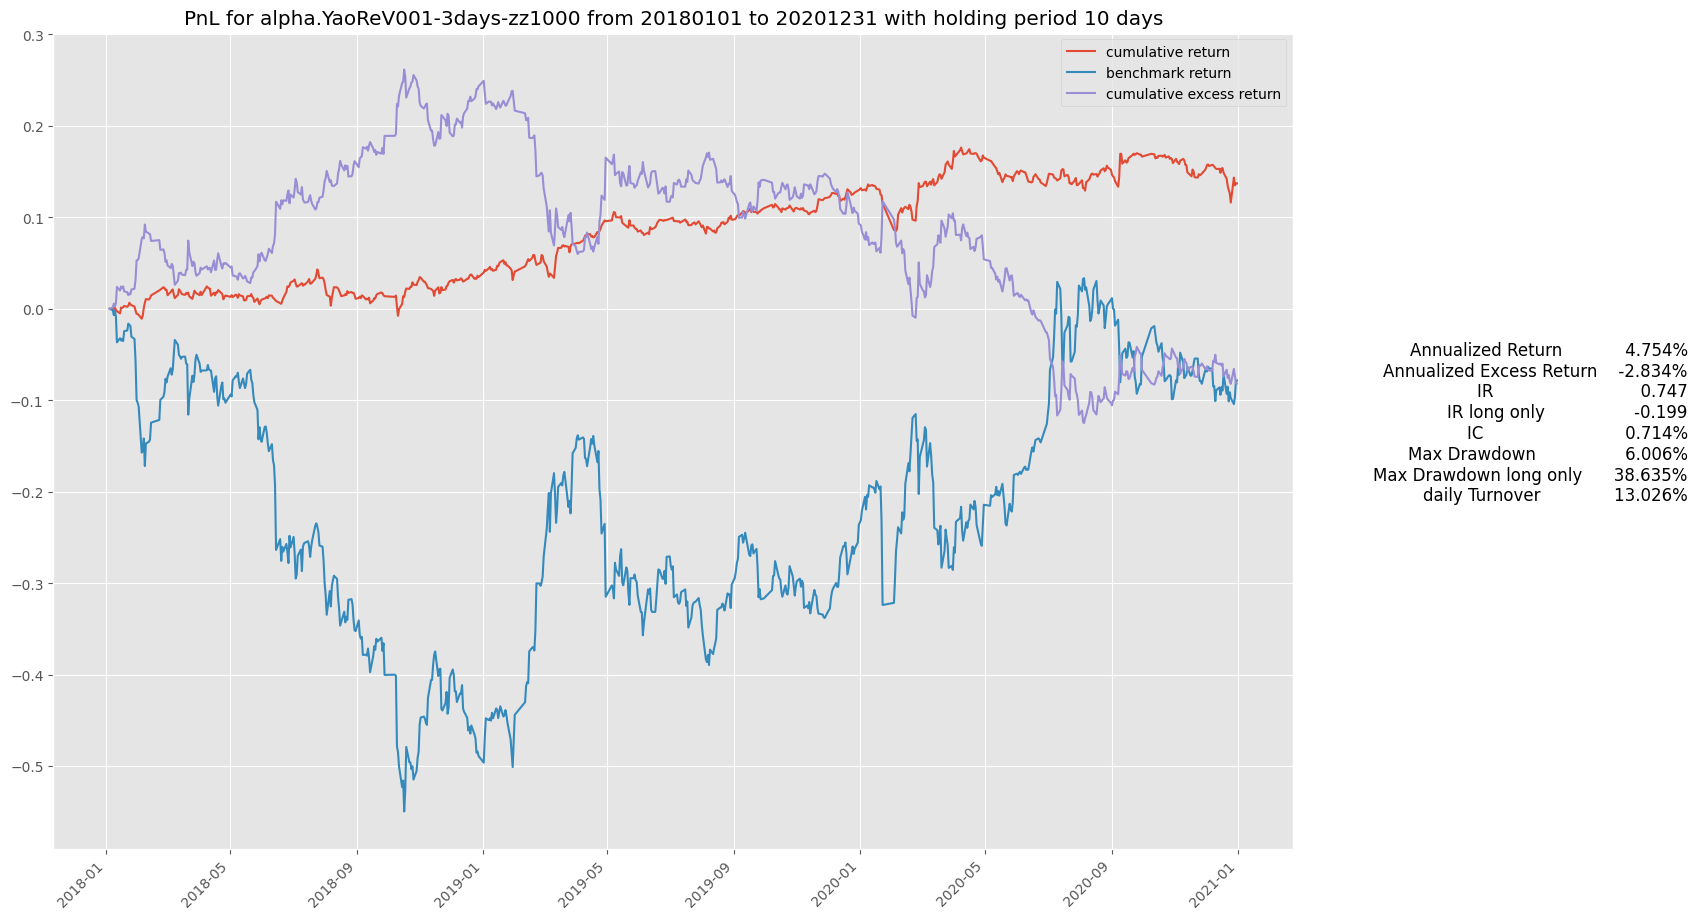 PnL for alpha.YaoReV001-3days-zz1000 from 20180101 to 20201231 with holding period 10 days
cumulative return
benchmark return
cumulative excess return
0.3
0.2
0.1
0.0
−0.1
−0.2
−0.3
−0.4
−0.5
2018-01
2018-05
2018-09
2019-01
2019-05
2019-09
2020-01
2020-05
2020-09
2021-01
Annualized Return 4.754%
Annualized Excess Return -2.834%
IR 0.747
IR long only -0.199
IC 0.714%
Max Drawdown 6.006%
Max Drawdown long only 38.635%
daily Turnover 13.026%